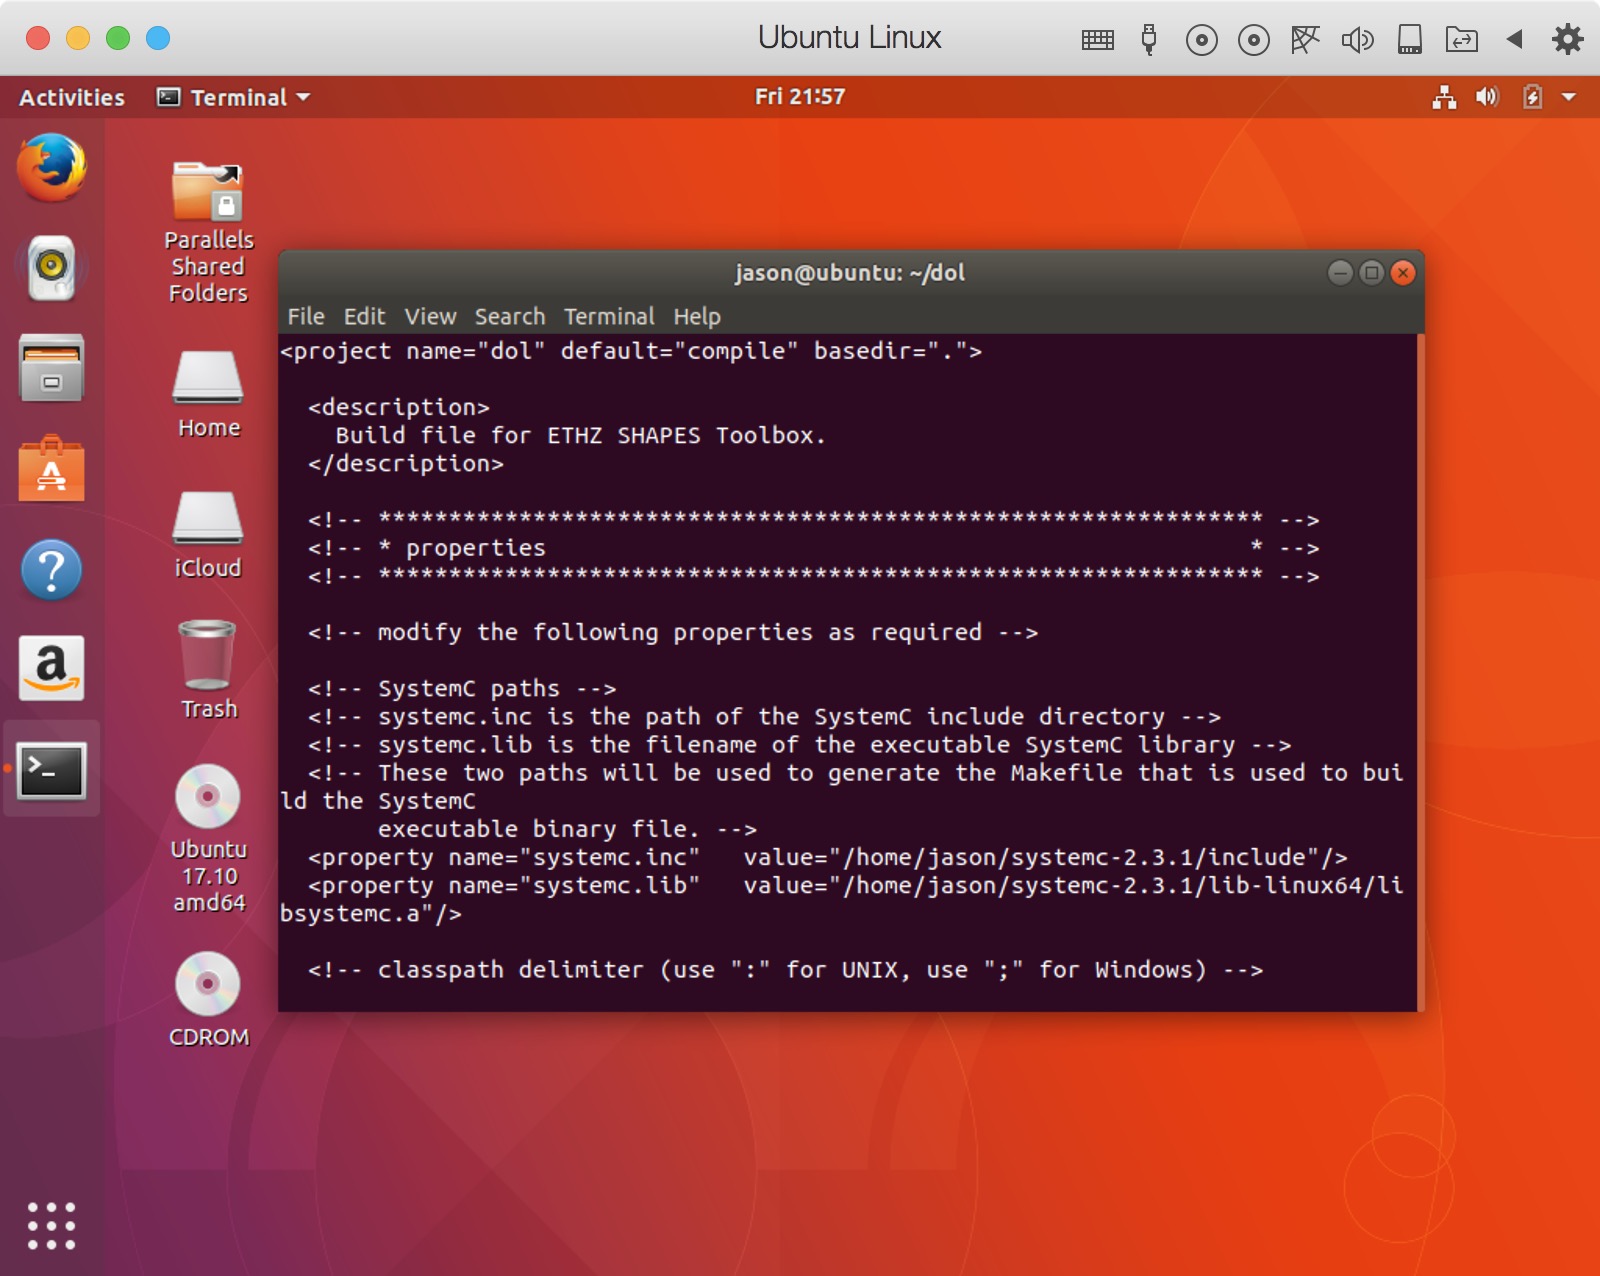 Ubuntu Linux
Activities
Terminal
Fri 21:57
Parallels
Shared
Folders
Home
iCloud
Trash
Ubuntu
17.10
amd64
CDROM
jason@ubuntu: ~/dol
File Edit View Search Terminal Help
<project name="dol" default="compile" basedir=".">
  <description>
    Build file for ETHZ SHAPES Toolbox.
  </description>
  <!-- *************************************************************** -->
  <!-- * properties                                                  * -->
  <!-- *************************************************************** -->
  <!-- modify the following properties as required -->
  <!-- SystemC paths -->
  <!-- systemc.inc is the path of the SystemC include directory -->
  <!-- systemc.lib is the filename of the executable SystemC library -->
  <!-- These two paths will be used to generate the Makefile that is used to bui
ld the SystemC
       executable binary file. -->
  <property name="systemc.inc"   value="/home/jason/systemc-2.3.1/include"/>
  <property name="systemc.lib"   value="/home/jason/systemc-2.3.1/lib-linux64/li
bsystemc.a"/>
  <!-- classpath delimiter (use ":" for UNIX, use ";" for Windows) -->